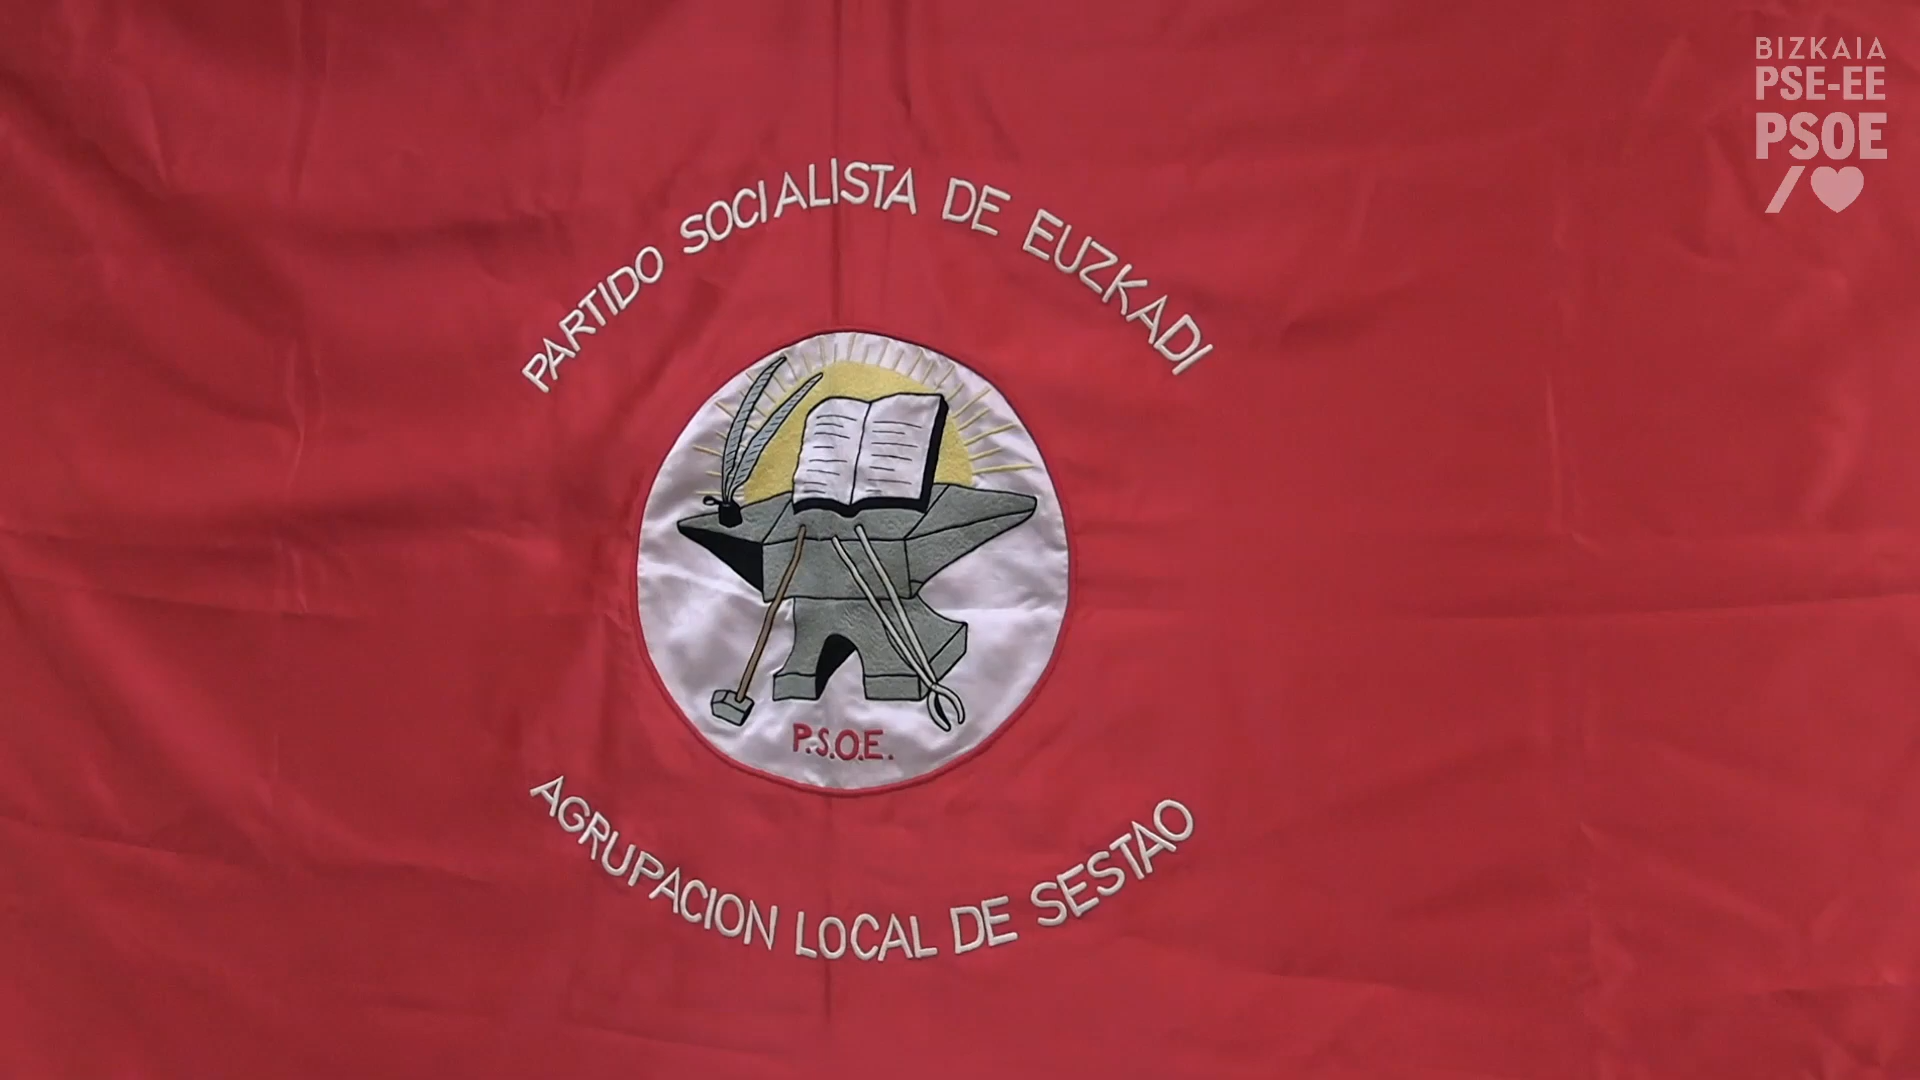 BIZKAIA
PSE-EE
PSOE
PARTIDO SOCIALISTA DE EUZKADI
P.S.O.E.
AGRUPACION LOCAL DE SESTAO